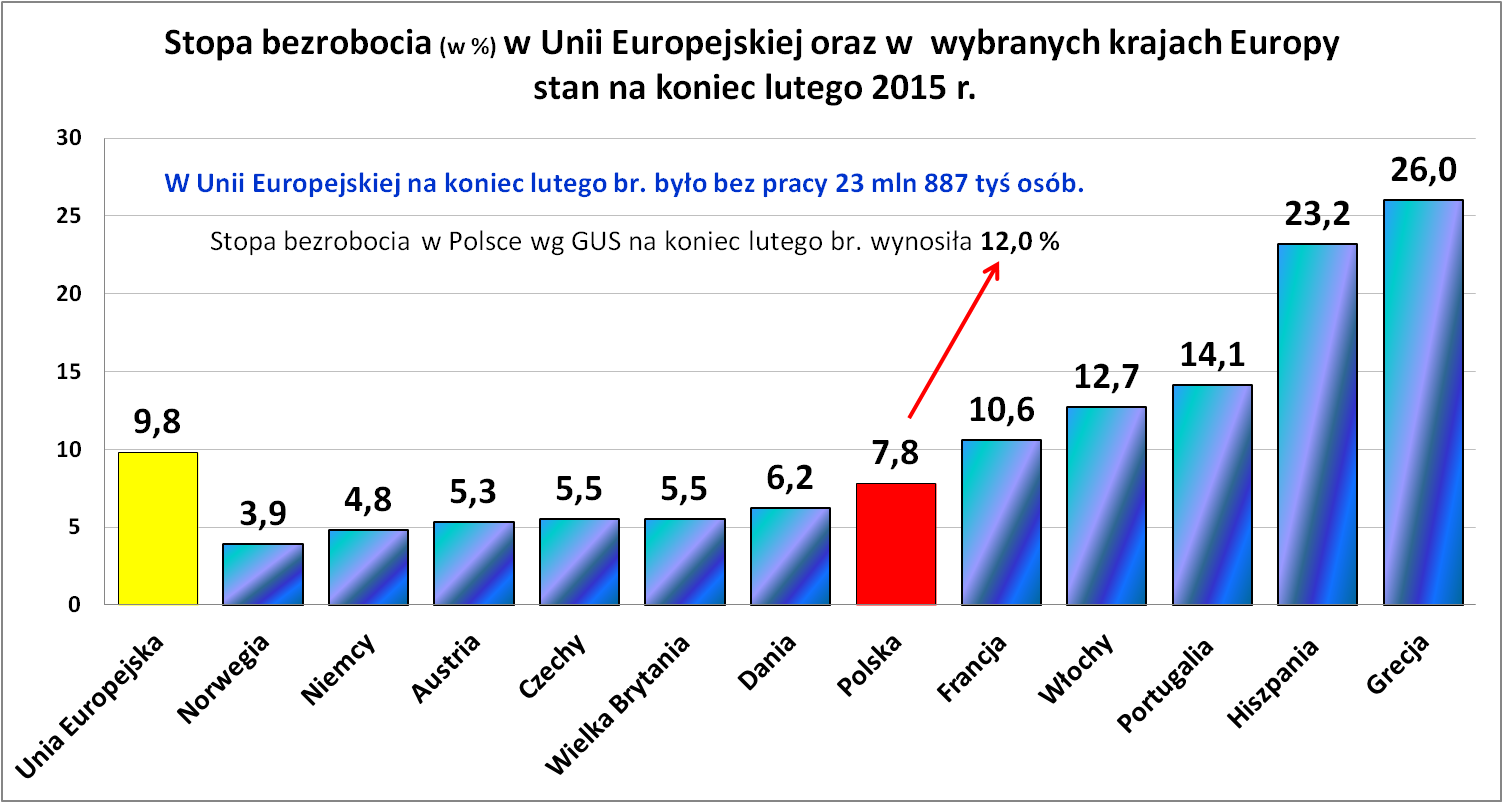 Stopa bezrobocia (w %) w Unii Europejskiej oraz w wybranych krajach Europy
stan na koniec lutego 2015 r.
30
25
20
15
10
5
0
W Unii Europejskiej na koniec lutego br. było bez pracy 23 mln 887 tyś osób.
Stopa bezrobocia w Polsce wg GUS na koniec lutego br. wynosiła 12,0 %
9,8
3,9
4,8
5,3
5,5
5,5
6,2
7,8
10,6
12,7
14,1
23,2
26,0
Unia Europejska
Norwegia
Niemcy
Austria
Czechy
Wielka Brytania
Dania
Polska
Francja
Włochy
Portugalia
Hiszpania
Grecja